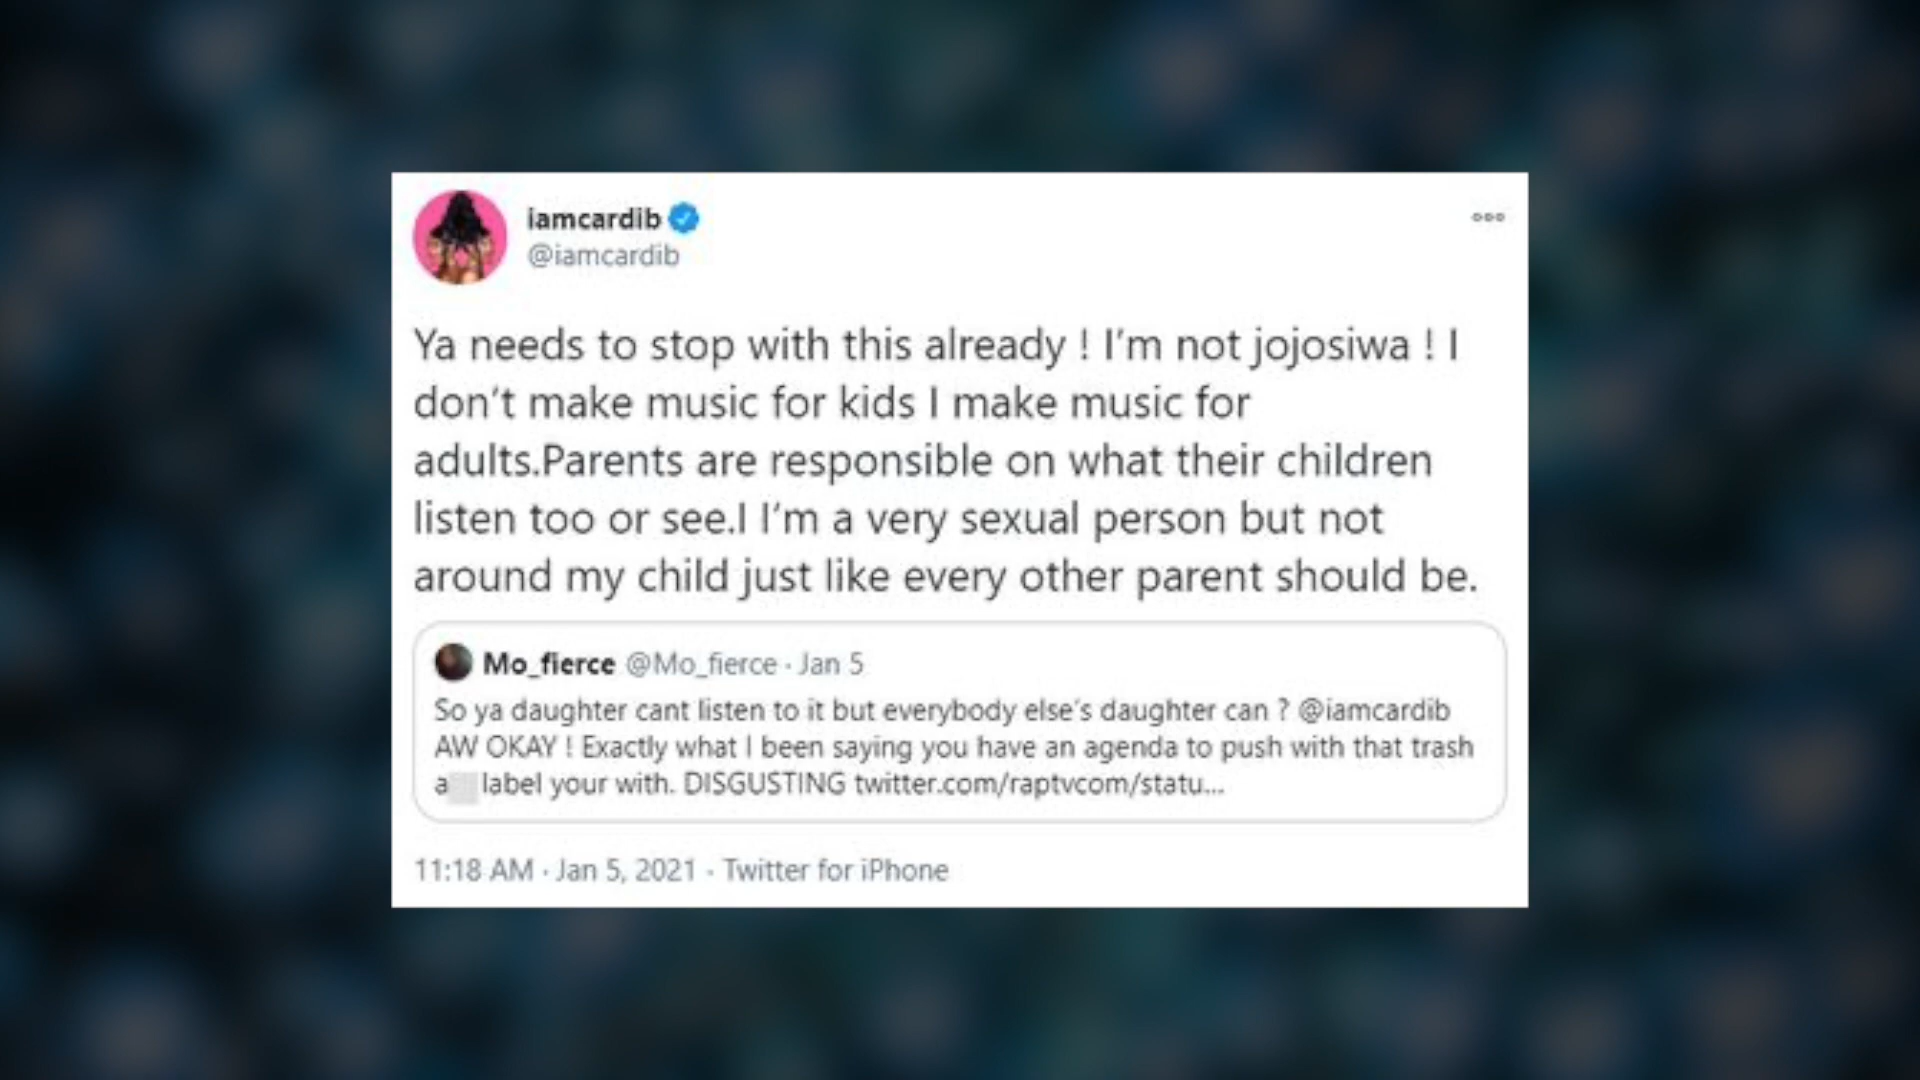 iamcardib
@iamcardib
Ya needs to stop with this already ! I’m not jojosiwa ! I
don’t make music for kids I make music for
adults.Parents are responsible on what their children
listen too or see.I I’m a very sexual person but not
around my child just like every other parent should be.
Mo_fierce @Mo_fierce · Jan 5
So ya daughter cant listen to it but everybody else’s daughter can ? @iamcardib
AW OKAY ! Exactly what I been saying you have an agenda to push with that trash
a label your with. DISGUSTING twitter.com/raptvcom/statu...
11:18 AM · Jan 5, 2021 · Twitter for iPhone